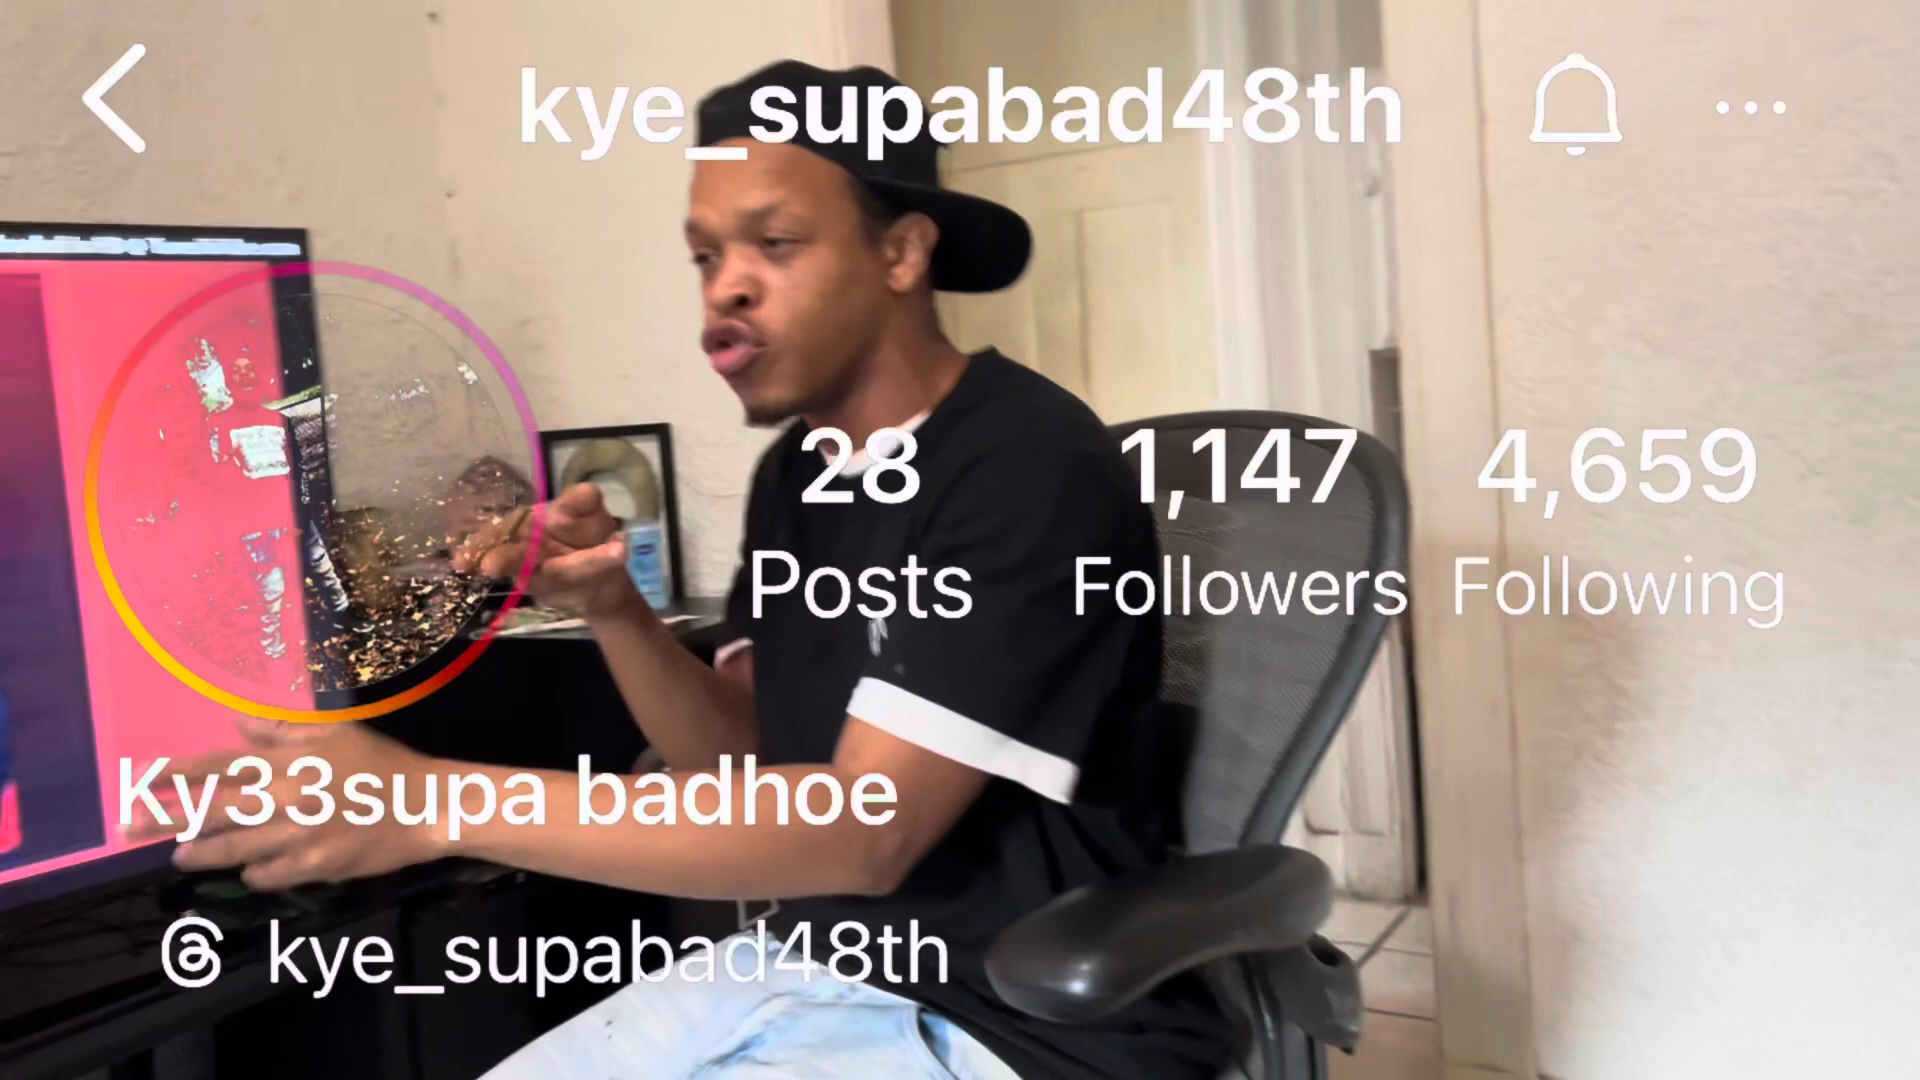 kye_supabad48th
28 1,147 4,659
Posts Followers Following
Ky33supa badhoe
kye_supabad48th